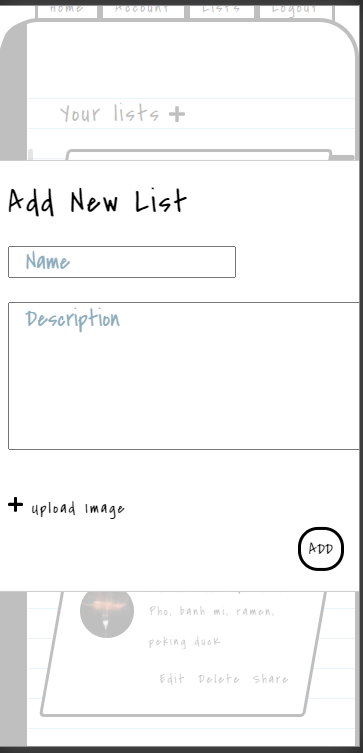 Home Account Lists Logout
Your lists
Add New List
Name
Description
Upload Image
ADD
Pho, banh mi, ramen,
peking duck
Edit Delete Share